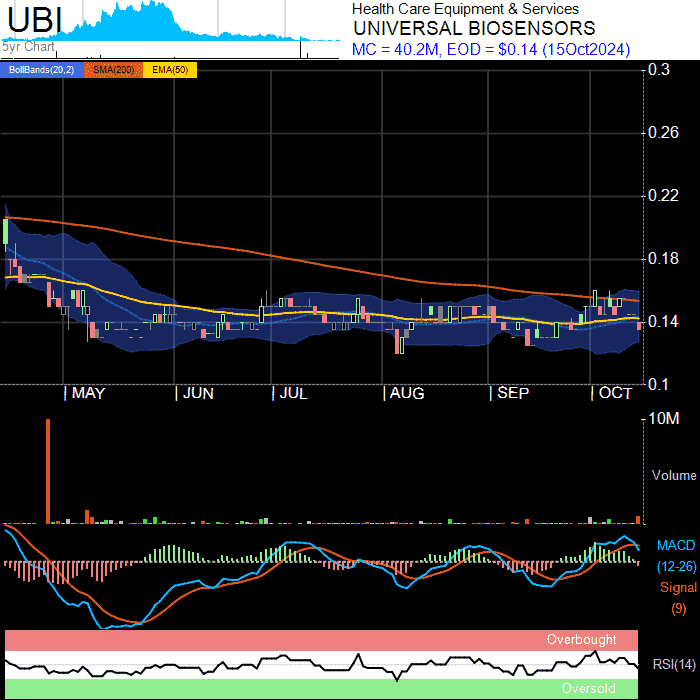 UBI
5yr Chart
Health Care Equipment & Services
UNIVERSAL BIOSENSORS
MC = 40.2M, EOD = $0.14 (15Oct2024)
BollBands(20,2) SMA(200) EMA(50)
0.3
0.26
0.22
0.18
0.14
0.1
MAY JUN JUL AUG SEP OCT
10M
Volume
MACD
(12-26)
Signal
(9)
Overbought
RSI(14)
Oversold